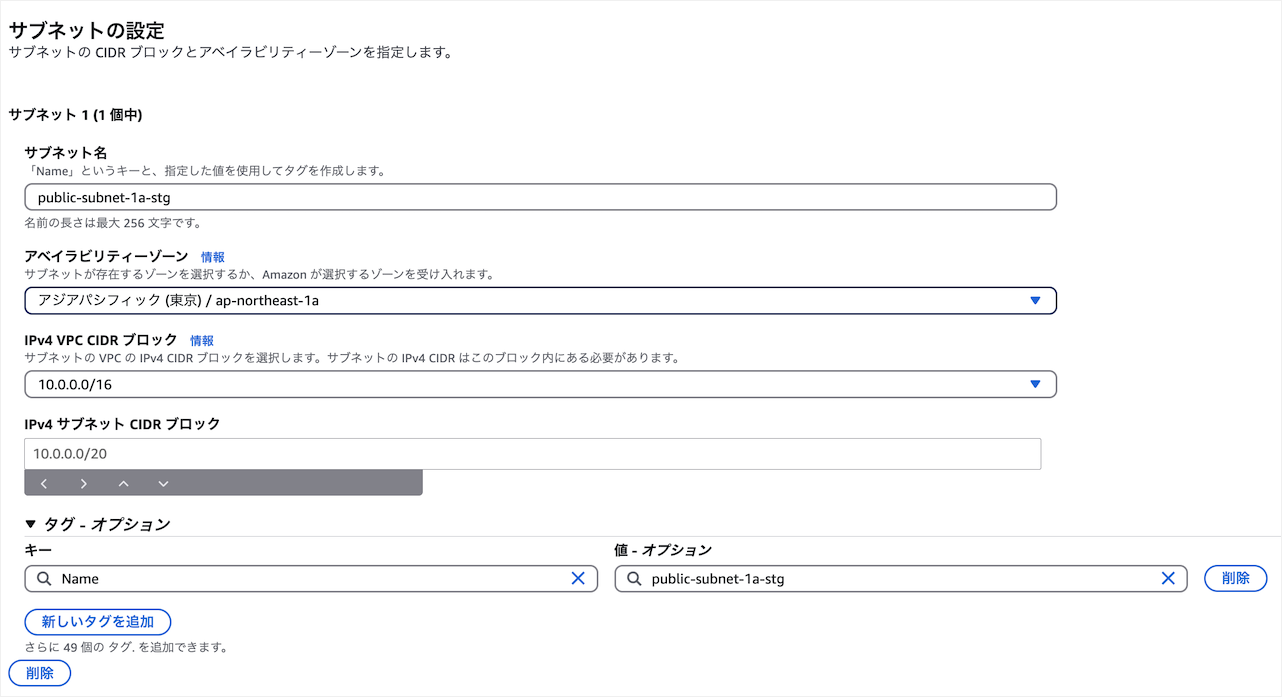 サブネットの設定
サブネットの CIDR ブロックとアベイラビリティーゾーンを指定します。
サブネット 1 (1 個中)
サブネット名
「Name」というキーと、指定した値を使用してタグを作成します。
public-subnet-1a-stg
名前の長さは最大 256 文字です。
アベイラビリティーゾーン 情報
サブネットが存在するゾーンを選択するか、Amazon が選択するゾーンを受け入れます。
アジアパシフィック (東京) / ap-northeast-1a
IPv4 VPC CIDR ブロック 情報
サブネットの VPC の IPv4 CIDR ブロックを選択します。サブネットの IPv4 CIDR はこのブロック内にある必要があります。
10.0.0.0/16
IPv4 サブネット CIDR ブロック
10.0.0.0/20
タグ - オプション
キー 値 - オプション
Name public-subnet-1a-stg 削除
新しいタグを追加
さらに 49 個の タグ. を追加できます。
削除